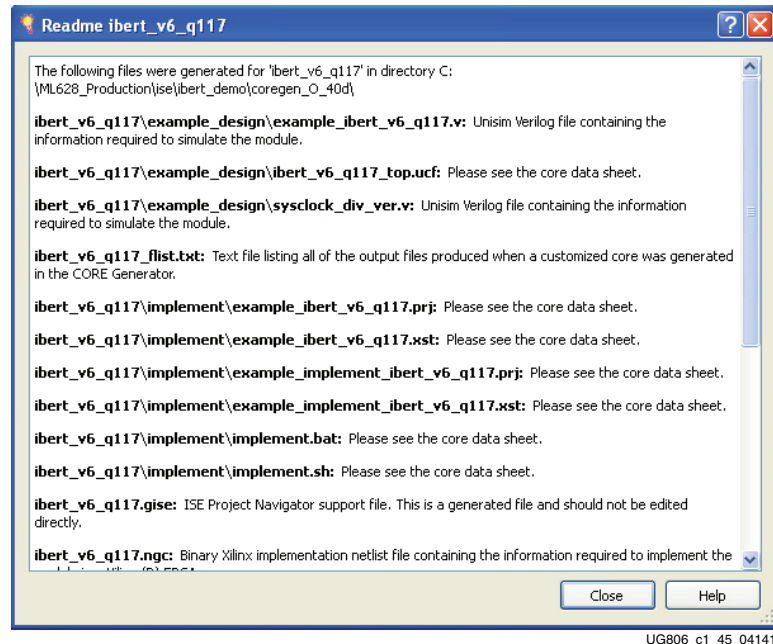 Readme ibert_v6_q117
The following files were generated for 'ibert_v6_q117' in directory C:
\ML628_Production\ise\ibert_demo\coregen_O_40d\
ibert_v6_q117\example_design\example_ibert_v6_q117.v: Unisim Verilog file containing the
information required to simulate the module.
ibert_v6_q117\example_design\ibert_v6_q117_top.ucf: Please see the core data sheet.
ibert_v6_q117\example_design\sysclock_div_ver.v: Unisim Verilog file containing the information
required to simulate the module.
ibert_v6_q117_flist.txt: Text file listing all of the output files produced when a customized core was generated
in the CORE Generator.
ibert_v6_q117\implement\example_ibert_v6_q117.prj: Please see the core data sheet.
ibert_v6_q117\implement\example_ibert_v6_q117.xst: Please see the core data sheet.
ibert_v6_q117\implement\example_implement_ibert_v6_q117.prj: Please see the core data sheet.
ibert_v6_q117\implement\example_implement_ibert_v6_q117.xst: Please see the core data sheet.
ibert_v6_q117\implement\implement.bat: Please see the core data sheet.
ibert_v6_q117\implement\implement.sh: Please see the core data sheet.
ibert_v6_q117.gise: ISE Project Navigator support file. This is a generated file and should not be edited
directly.
ibert_v6_q117.ngc: Binary Xilinx implementation netlist file containing the information required to implement the
Close Help
UG806_c1_45_04141